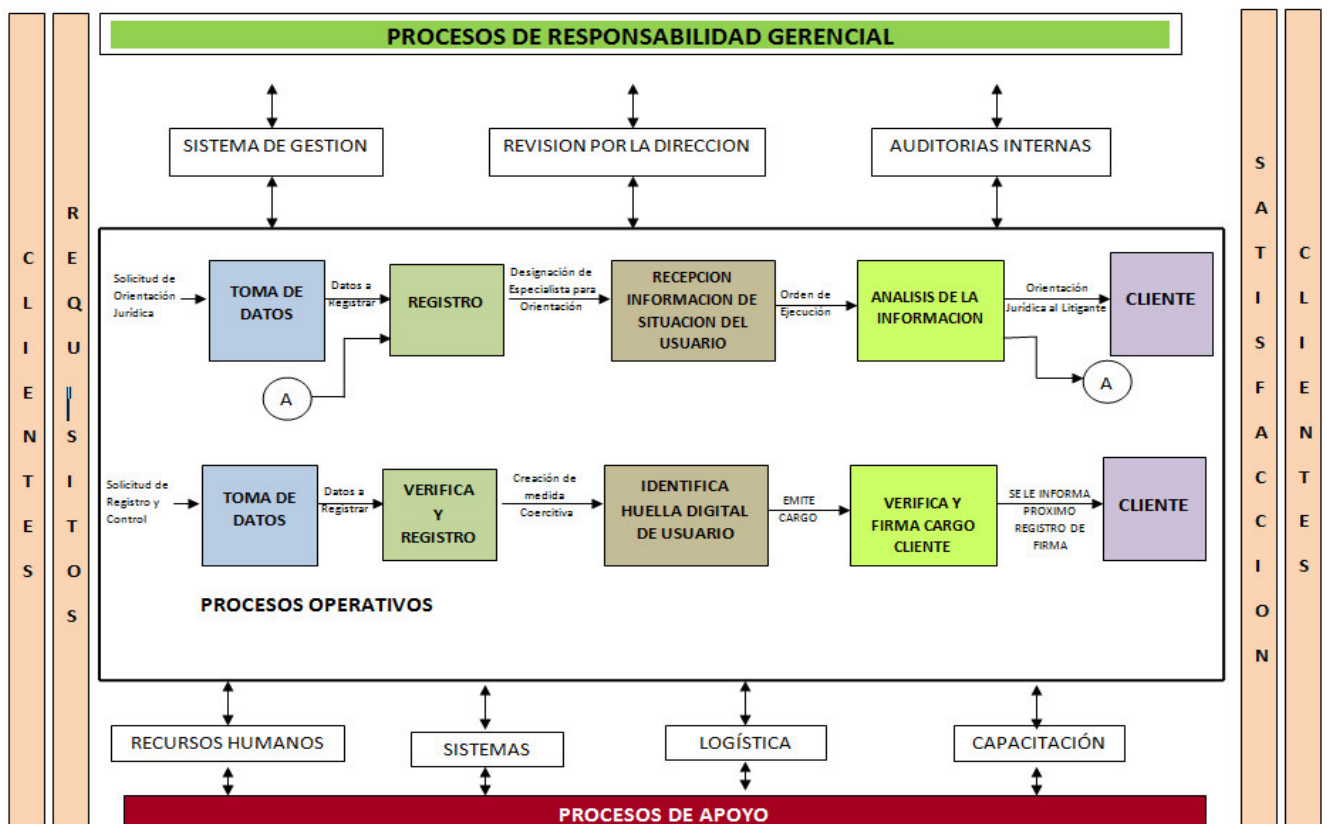 PROCESOS DE RESPONSABILIDAD GERENCIAL
SISTEMA DE GESTION
REVISION POR LA DIRECCION
AUDITORIAS INTERNAS
CLIENTES
REQUISITOS
Solicitud de
Orientación
Jurídica
TOMA DE
DATOS
Datos a
Registrar
REGISTRO
Designación de
Especialista para
Orientación
RECEPCION
INFORMACION DE
SITUACION DEL
USUARIO
Orden de
Ejecución
ANALISIS DE LA
INFORMACION
Orientación
Jurídica al Litigante
CLIENTE
A
A
Solicitud de
Registro y
Control
TOMA DE
DATOS
Datos a
Registrar
VERIFICA
Y
REGISTRO
Creación de
medida
Coercitiva
IDENTIFICA
HUELLA DIGITAL
DE USUARIO
EMITE
CARGO
VERIFICA Y
FIRMA CARGO
CLIENTE
SE LE INFORMA
PROXIMO
REGISTRO DE
FIRMA
CLIENTE
PROCESOS OPERATIVOS
SATISFACCION
CLIENTES
RECURSOS HUMANOS
SISTEMAS
LOGÍSTICA
CAPACITACIÓN
PROCESOS DE APOYO